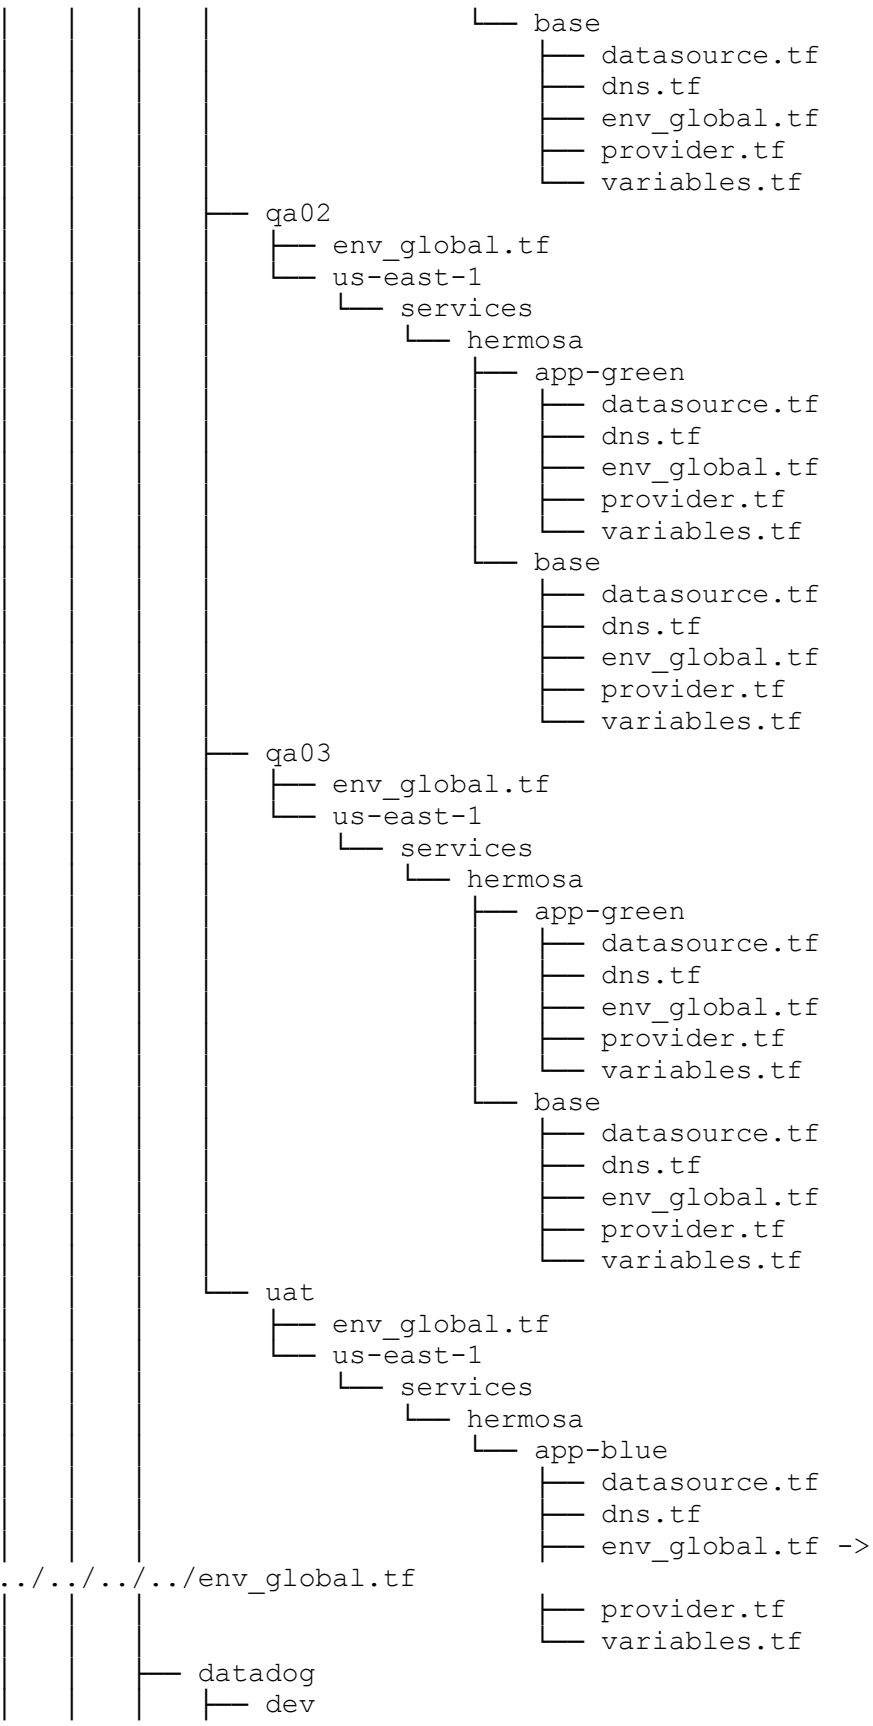 │   │   │   │               └── base
│   │   │   │                   ├── datasource.tf
│   │   │   │                   ├── dns.tf
│   │   │   │                   ├── env_global.tf
│   │   │   │                   ├── provider.tf
│   │   │   │                   └── variables.tf
│   │   │   ├── qa02
│   │   │   │   ├── env_global.tf
│   │   │   │   └── us-east-1
│   │   │   │       └── services
│   │   │   │           └── hermosa
│   │   │   │               ├── app-green
│   │   │   │               │   ├── datasource.tf
│   │   │   │               │   ├── dns.tf
│   │   │   │               │   ├── env_global.tf
│   │   │   │               │   ├── provider.tf
│   │   │   │               │   └── variables.tf
│   │   │   │               └── base
│   │   │   │                   ├── datasource.tf
│   │   │   │                   ├── dns.tf
│   │   │   │                   ├── env_global.tf
│   │   │   │                   ├── provider.tf
│   │   │   │                   └── variables.tf
│   │   │   ├── qa03
│   │   │   │   ├── env_global.tf
│   │   │   │   └── us-east-1
│   │   │   │       └── services
│   │   │   │           └── hermosa
│   │   │   │               ├── app-green
│   │   │   │               │   ├── datasource.tf
│   │   │   │               │   ├── dns.tf
│   │   │   │               │   ├── env_global.tf
│   │   │   │               │   ├── provider.tf
│   │   │   │               │   └── variables.tf
│   │   │   │               └── base
│   │   │   │                   ├── datasource.tf
│   │   │   │                   ├── dns.tf
│   │   │   │                   ├── env_global.tf
│   │   │   │                   ├── provider.tf
│   │   │   │                   └── variables.tf
│   │   │   └── uat
│   │   │       ├── env_global.tf
│   │   │       └── us-east-1
│   │   │           └── services
│   │   │               └── hermosa
│   │   │                   └── app-blue
│   │   │                       ├── datasource.tf
│   │   │                       ├── dns.tf
│   │   │                       ├── env_global.tf ->
../../../../env_global.tf
│   │   │                       ├── provider.tf
│   │   │                       └── variables.tf
│   │   ├── datadog
│   │   │   ├── dev